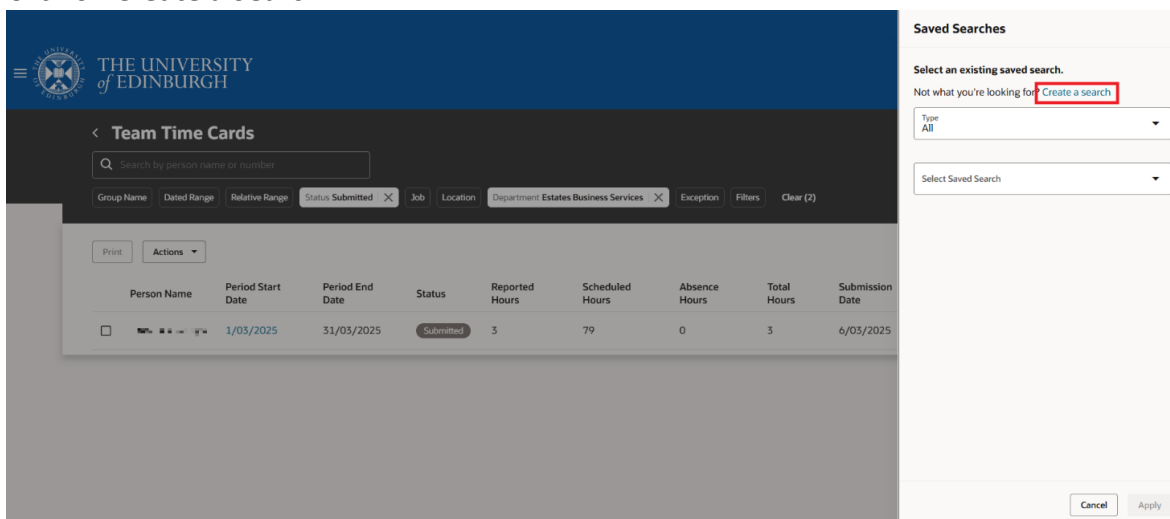 THE UNIVERSITY
of EDINBURGH
Team Time Cards
Search by person name or number
Group Name Dated Range Relative Range Status Submitted Job Location Department Estates Business Services Exception Filters Clear (2)
Print Actions
Person Name Period Start Date Period End Date Status Reported Hours Scheduled Hours Absence Hours Total Hours Submission Date
1/03/2025 31/03/2025 Submitted 3 79 0 3 6/03/2025
Saved Searches
Select an existing saved search.
Not what you're looking for? Create a search
Type
All
Select Saved Search
Cancel Apply